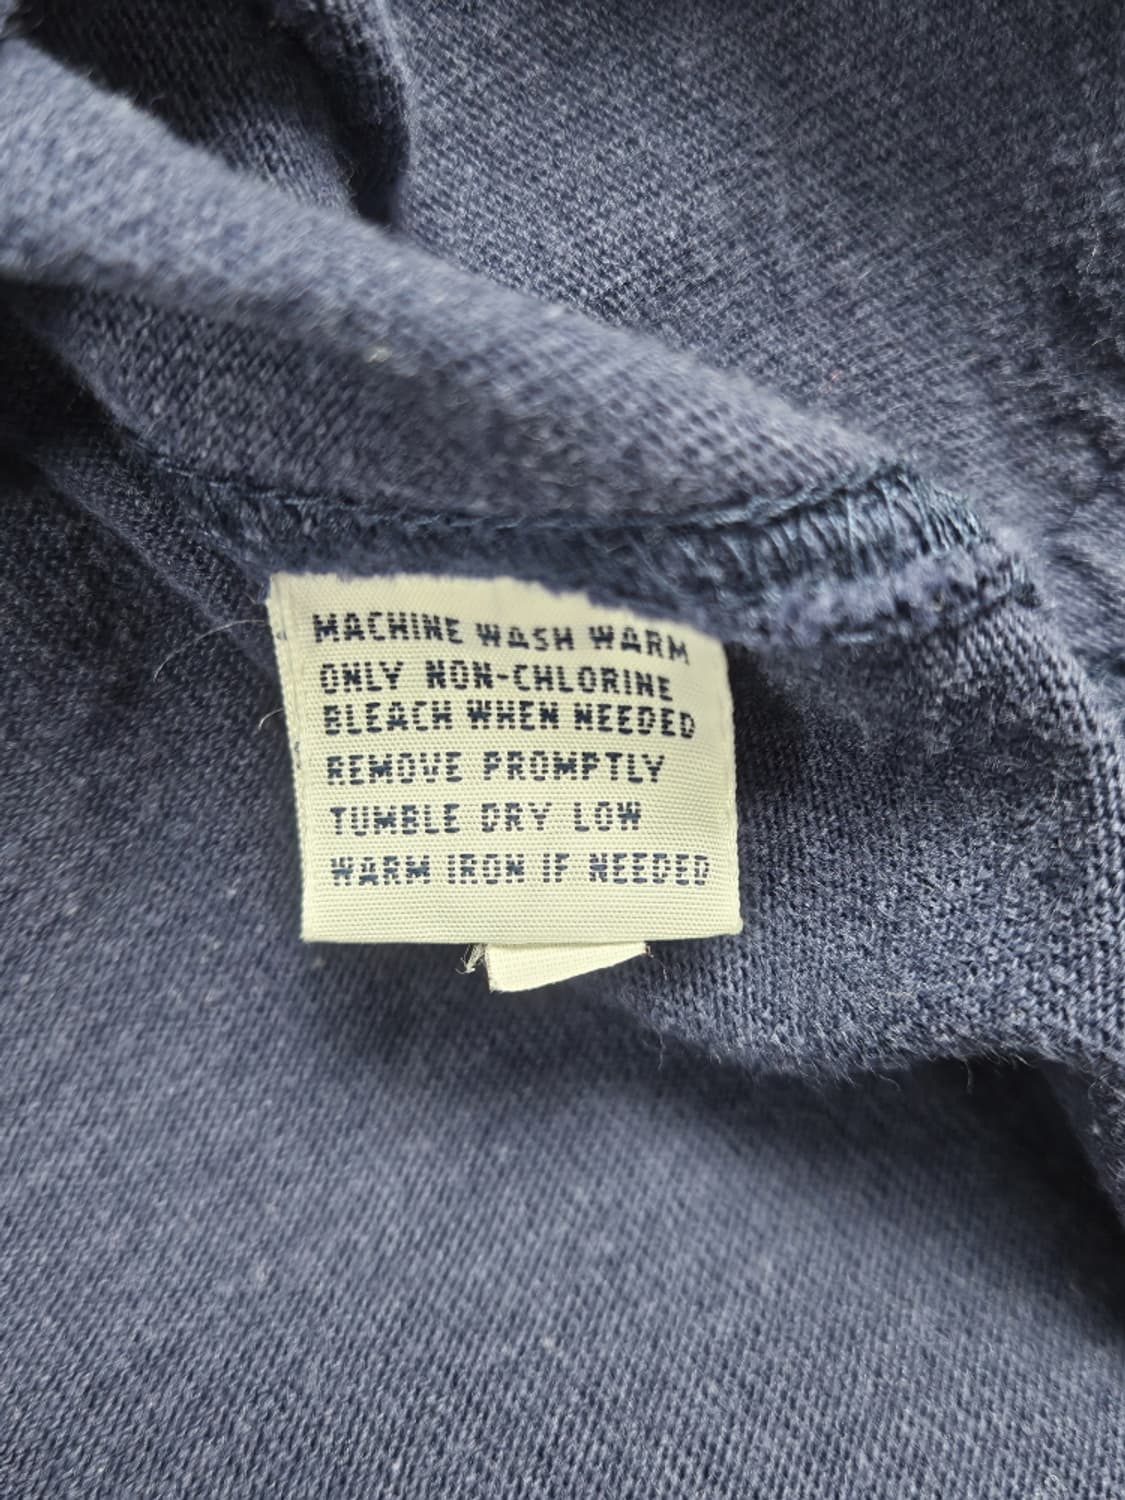 MACHINE WASH WARM
ONLY NON-CHLORINE
BLEACH WHEN NEEDED
REMOVE PROMPTLY
TUMBLE DRY LOW
WARM IRON IF NEEDED